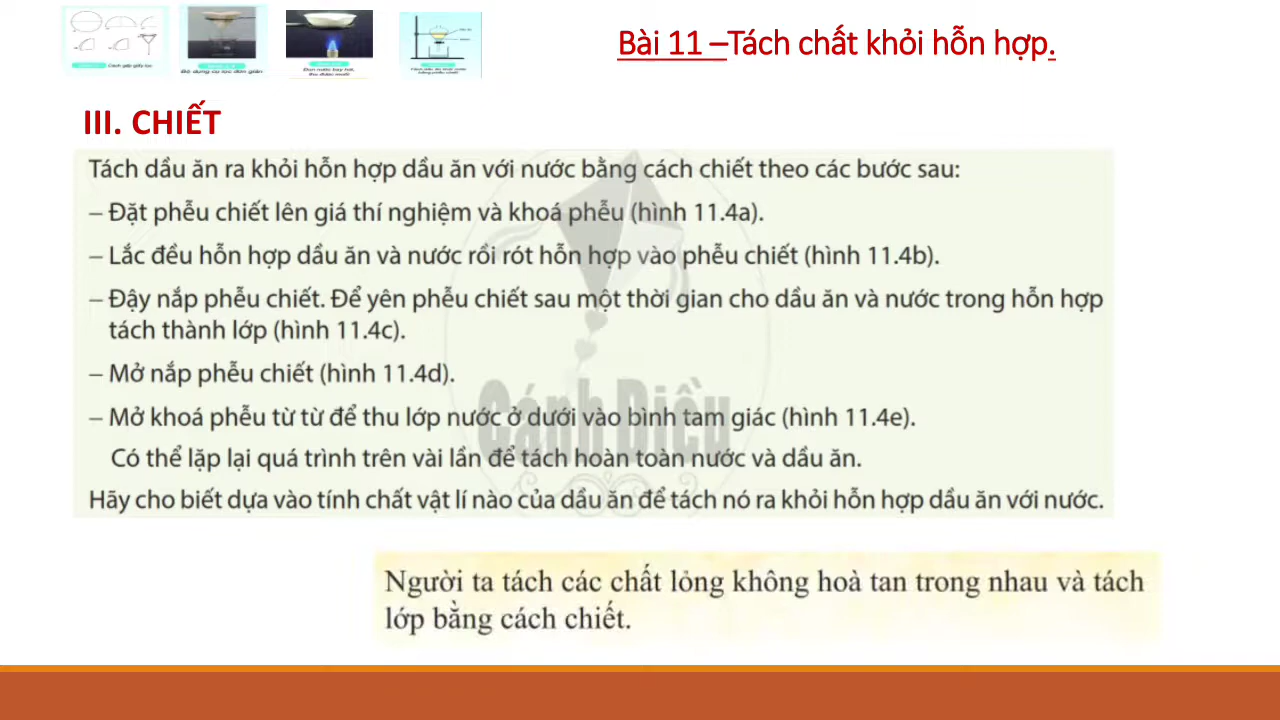 Bài 11 –Tách chất khỏi hỗn hợp.
III. CHIẾT
Tách dầu ăn ra khỏi hỗn hợp dầu ăn với nước bằng cách chiết theo các bước sau:
– Đặt phễu chiết lên giá thí nghiệm và khoá phễu (hình 11.4a).
– Lắc đều hỗn hợp dầu ăn và nước rồi rót hỗn hợp vào phễu chiết (hình 11.4b).
– Đậy nắp phễu chiết. Để yên phễu chiết sau một thời gian cho dầu ăn và nước trong hỗn hợp
tách thành lớp (hình 11.4c).
– Mở nắp phễu chiết (hình 11.4d).
– Mở khoá phễu từ từ để thu lớp nước ở dưới vào bình tam giác (hình 11.4e).
Có thể lặp lại quá trình trên vài lần để tách hoàn toàn nước và dầu ăn.
Hãy cho biết dựa vào tính chất vật lí nào của dầu ăn để tách nó ra khỏi hỗn hợp dầu ăn với nước.
Cánh Diều
Người ta tách các chất lỏng không hoà tan trong nhau và tách
lớp bằng cách chiết.